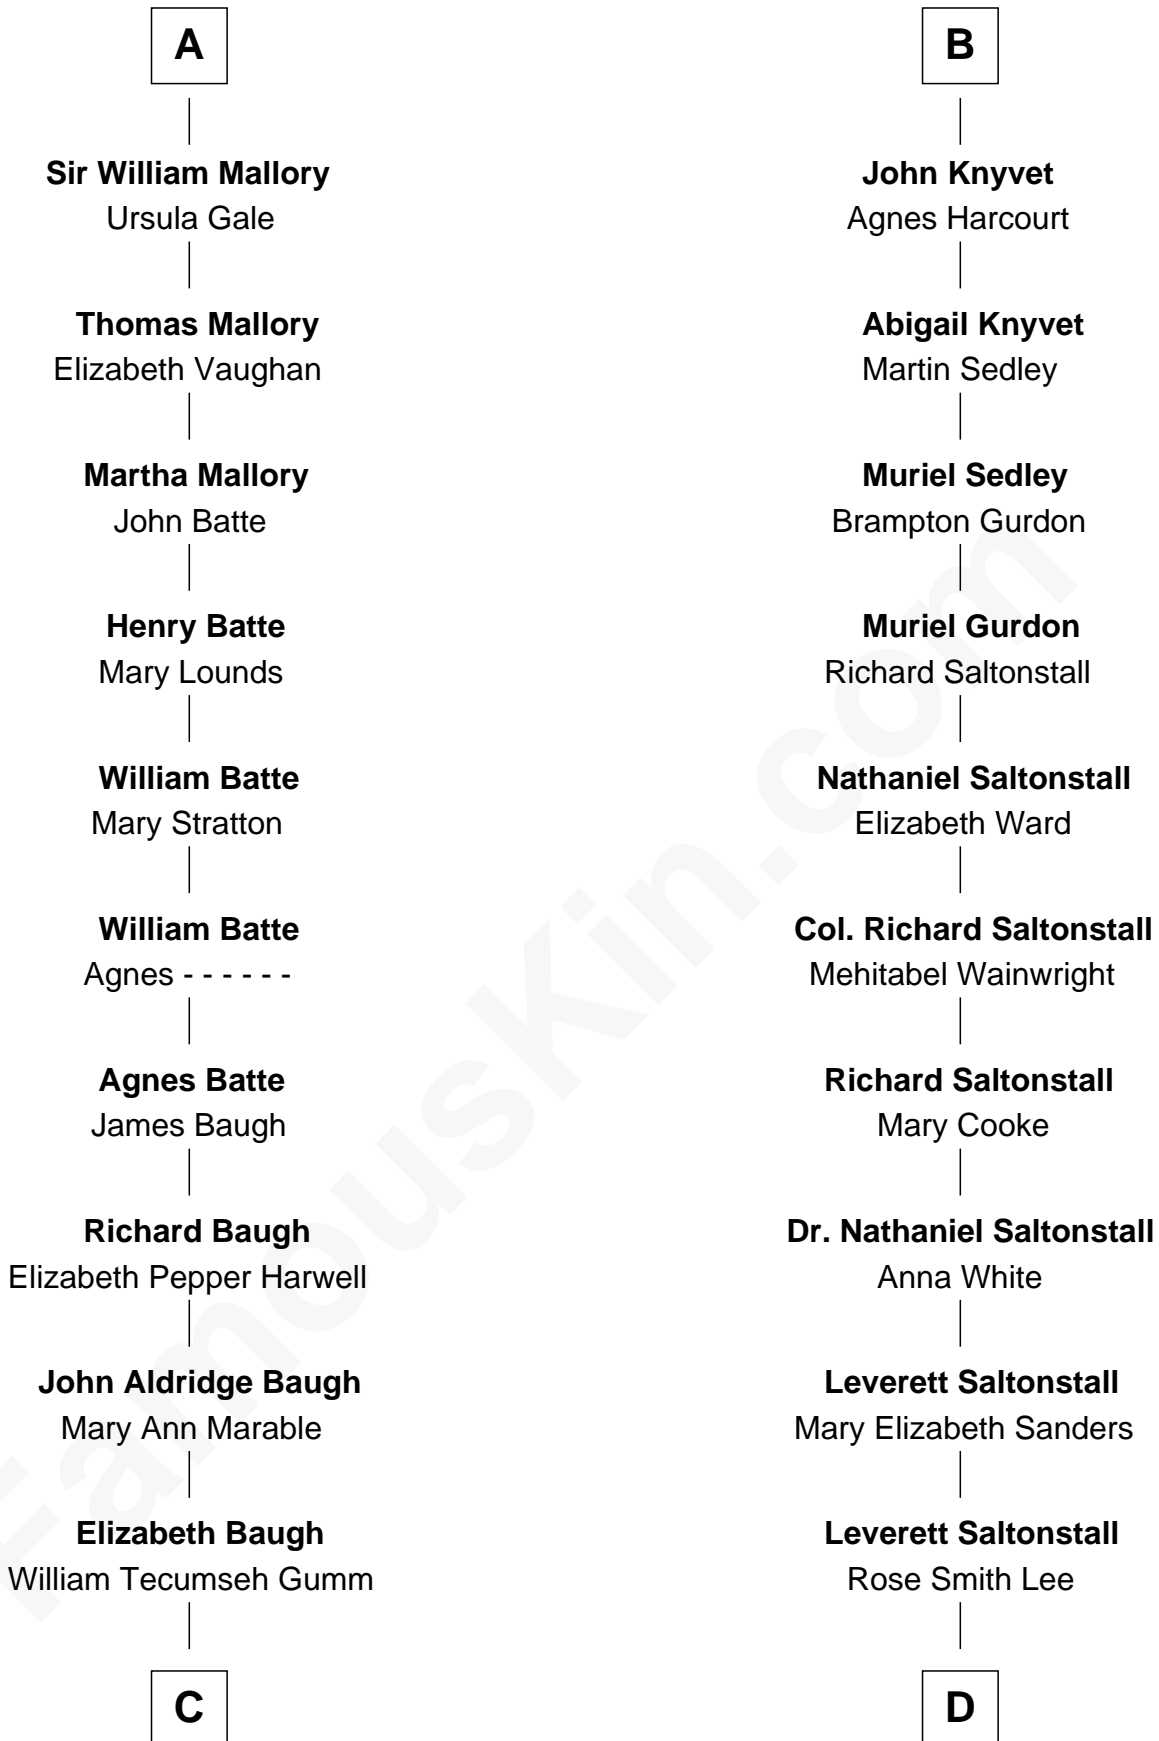 A
Sir William Mallory
Ursula Gale
Thomas Mallory
Elizabeth Vaughan
Martha Mallory
John Batte
Henry Batte
Mary Lounds
William Batte
Mary Stratton
William Batte
Agnes - - - - - -
Agnes Batte
James Baugh
Richard Baugh
Elizabeth Pepper Harwell
John Aldridge Baugh
Mary Ann Marable
Elizabeth Baugh
William Tecumseh Gumm
C
B
John Knyvet
Agnes Harcourt
Abigail Knyvet
Martin Sedley
Muriel Sedley
Brampton Gurdon
Muriel Gurdon
Richard Saltonstall
Nathaniel Saltonstall
Elizabeth Ward
Col. Richard Saltonstall
Mehitabel Wainwright
Richard Saltonstall
Mary Cooke
Dr. Nathaniel Saltonstall
Anna White
Leverett Saltonstall
Mary Elizabeth Sanders
Leverett Saltonstall
Rose Smith Lee
D
FamousKin.com